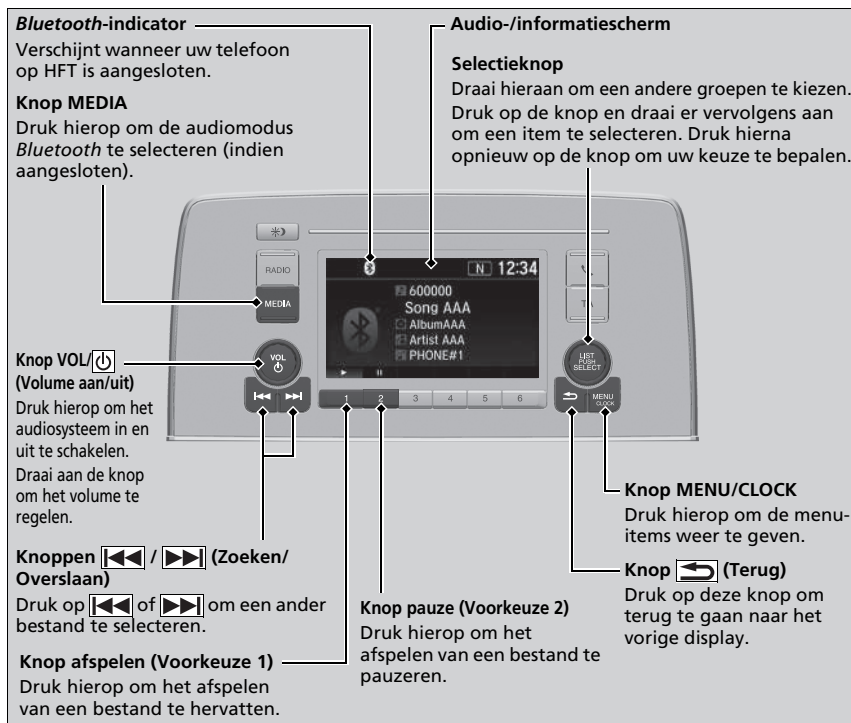 Bluetooth-indicator
Verschijnt wanneer uw telefoon
op HFT is aangesloten.
Knop MEDIA
Druk hierop om de audiomodus
Bluetooth te selecteren (indien
aangesloten).
Audio-/informatiescherm
Selectieknop
Draai hieraan om een andere groepen te kiezen.
Druk op de knop en draai er vervolgens aan
om een item te selecteren. Druk hierna
opnieuw op de knop om uw keuze te bepalen.
RADIO
MEDIA
N 12:34
600000
Song AAA
AlbumAAA
Artist AAA
PHONE#1
TA
VOL
LIST
PUSH
SELECT
1 2 3 4 5 6
MENU
CLOCK
Knop VOL/
(Volume aan/uit)
Druk hierop om het
audiosysteem in en
uit te schakelen.
Draai aan de knop
om het volume te
regelen.
Knoppen / (Zoeken/
Overslaan)
Druk op of om een ander
bestand te selecteren.
Knop afspelen (Voorkeuze 1)
Druk hierop om het afspelen
van een bestand te hervatten.
Knop pauze (Voorkeuze 2)
Druk hierop om het
afspelen van een bestand te
pauzeren.
Knop MENU/CLOCK
Druk hierop om de menu-
items weer te geven.
Knop (Terug)
Druk op deze knop om
terug te gaan naar het
vorige display.